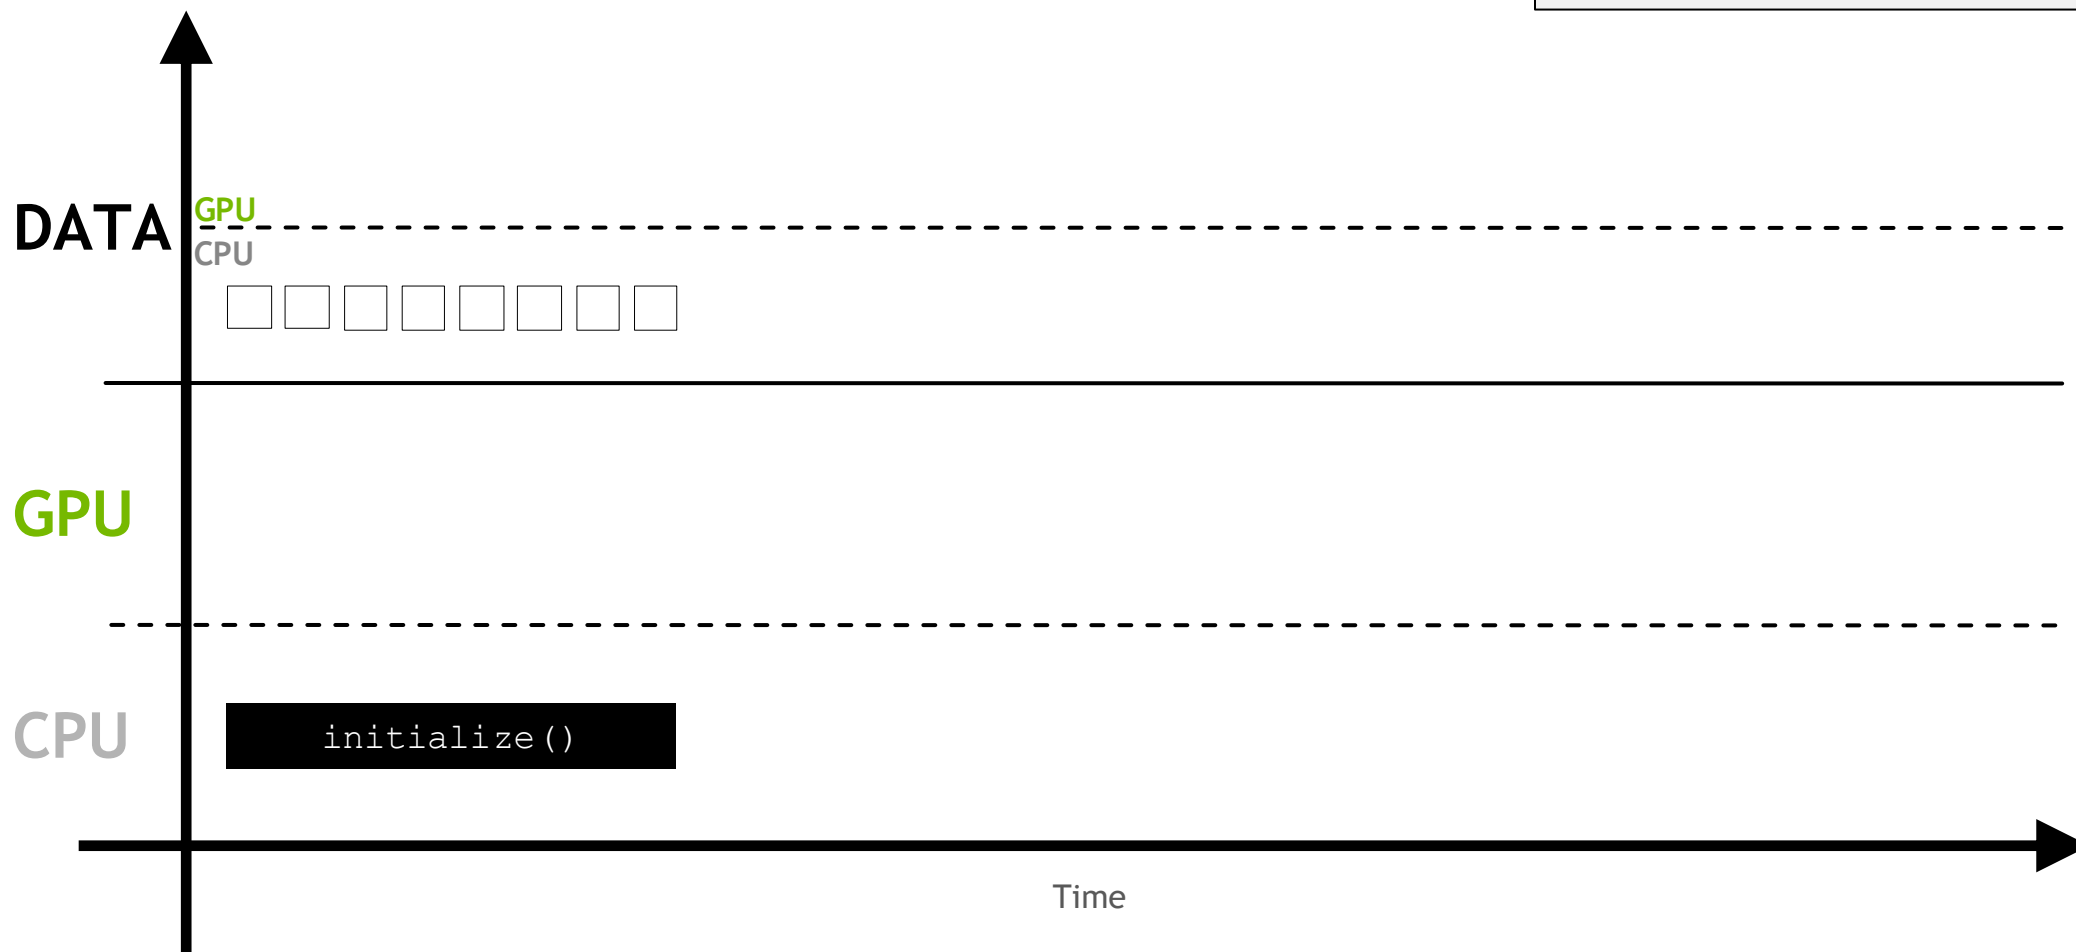 GPU
DATA
CPU
GPU
CPU
initialize()
Time